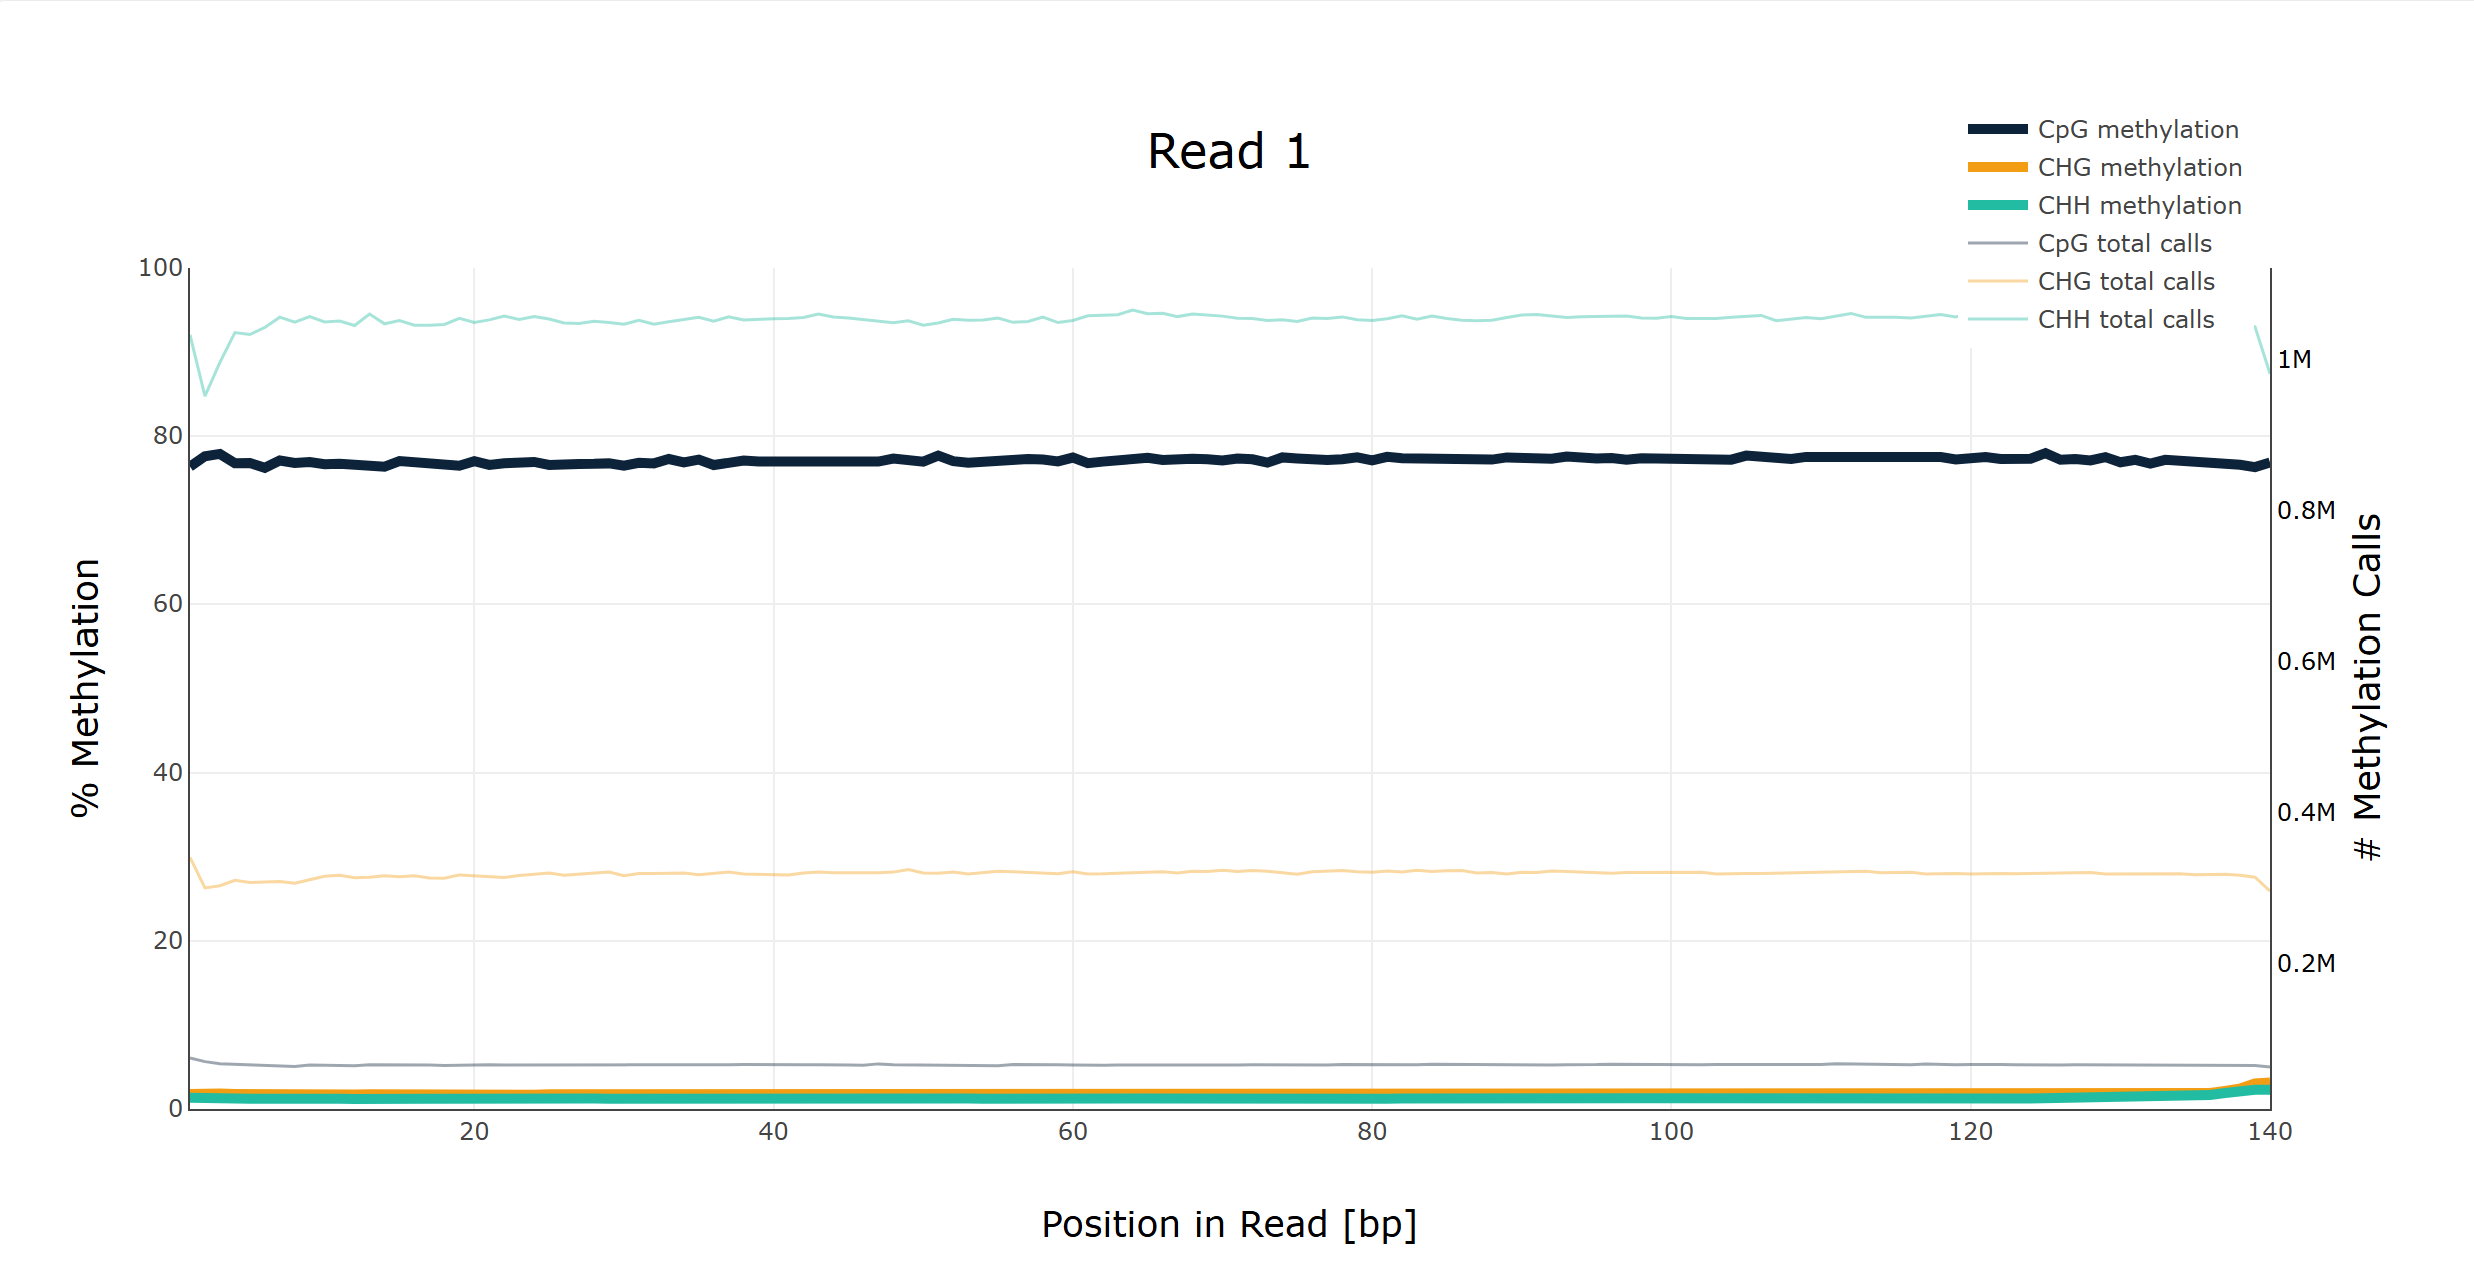 Read 1
CpG methylation
CHG methylation
CHH methylation
CpG total calls
CHG total calls
CHH total calls
100
80
60
40
20
0
% Methylation
1M
0.8M
0.6M
0.4M
0.2M
# Methylation Calls
20 40 60 80 100 120 140
Position in Read [bp]